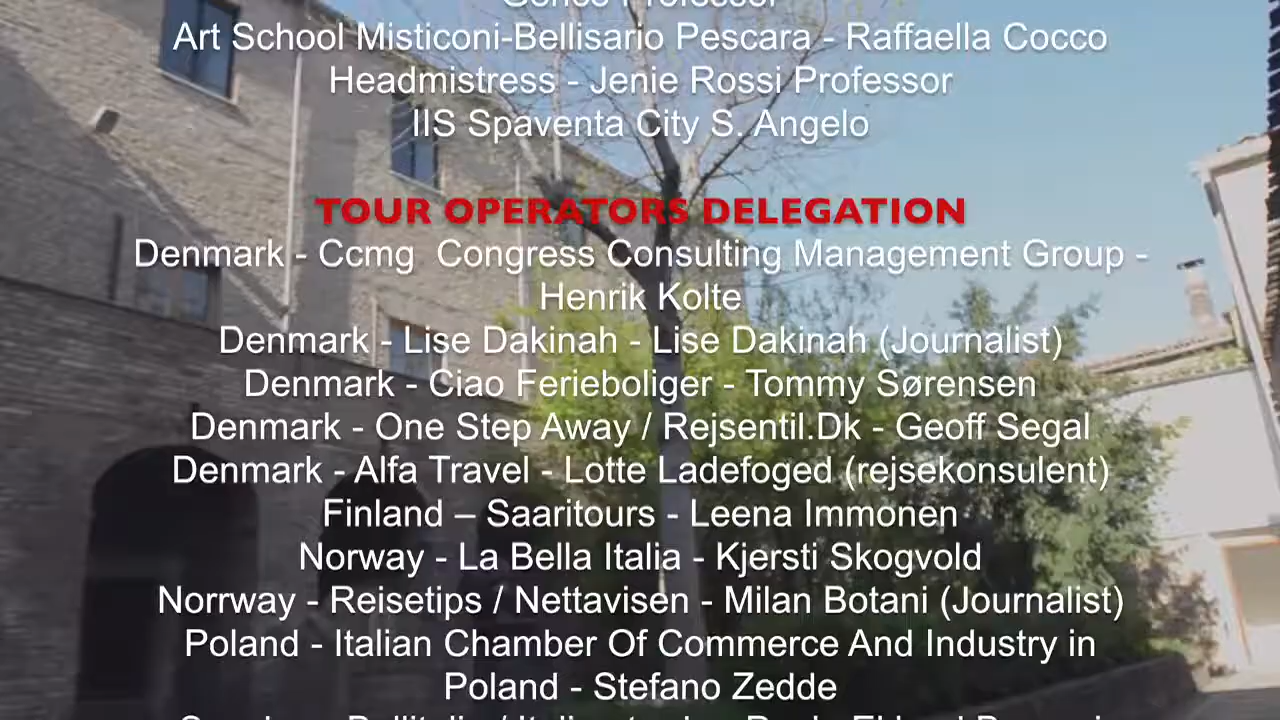 Professor
Art School Misticoni-Bellisario Pescara - Raffaella Cocco
Headmistress - Jenie Rossi Professor
IIS Spaventa City S. Angelo
TOUR OPERATORS DELEGATION
Denmark - Ccmg  Congress Consulting Management Group -
Henrik Kolte
Denmark - Lise Dakinah - Lise Dakinah (Journalist)
Denmark - Ciao Ferieboliger - Tommy Sørensen
Denmark - One Step Away / Rejsentil.Dk - Geoff Segal
Denmark - Alfa Travel - Lotte Ladefoged (rejsekonsulent)
Finland – Saaritours - Leena Immonen
Norway - La Bella Italia - Kjersti Skogvold
Norrway - Reisetips / Nettavisen - Milan Botani (Journalist)
Poland - Italian Chamber Of Commerce And Industry in
Poland - Stefano Zedde